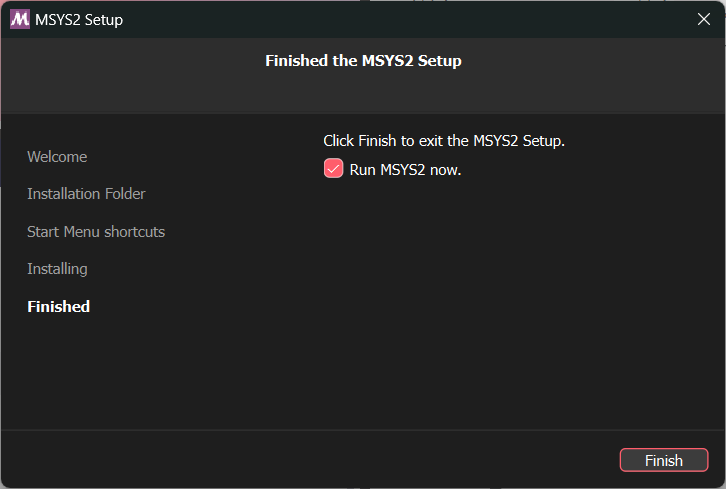 MSYS2 Setup
Finished the MSYS2 Setup
Welcome
Installation Folder
Start Menu shortcuts
Installing
Finished
Click Finish to exit the MSYS2 Setup.
Run MSYS2 now.
Finish